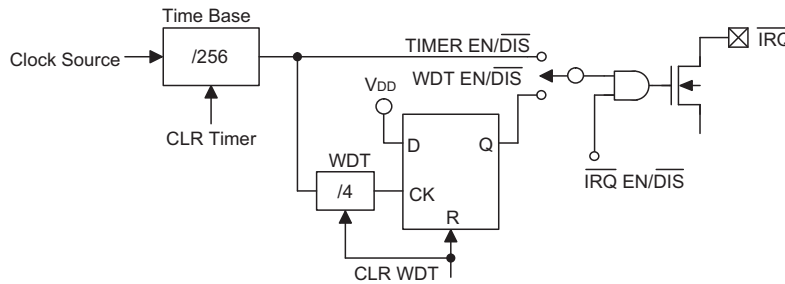 Time Base
Clock Source
/256
CLR Timer
TIMER EN/DIS
WDT EN/DIS
IRQ
VDD
D
Q
CK
R
WDT
/4
CLR WDT
IRQ EN/DIS